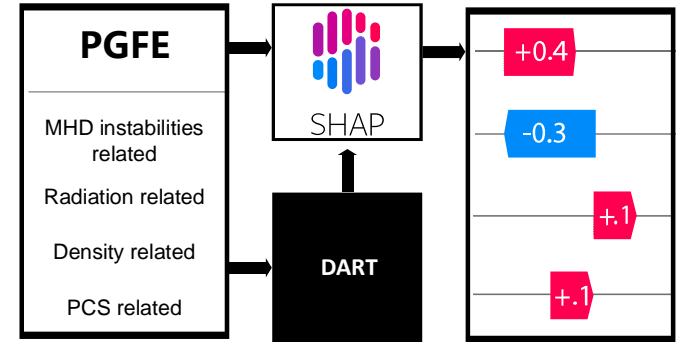 PGFE
MHD instabilities
related
Radiation related
Density related
PCS related
SHAP
DART
+0.4
-0.3
+.1
+.1